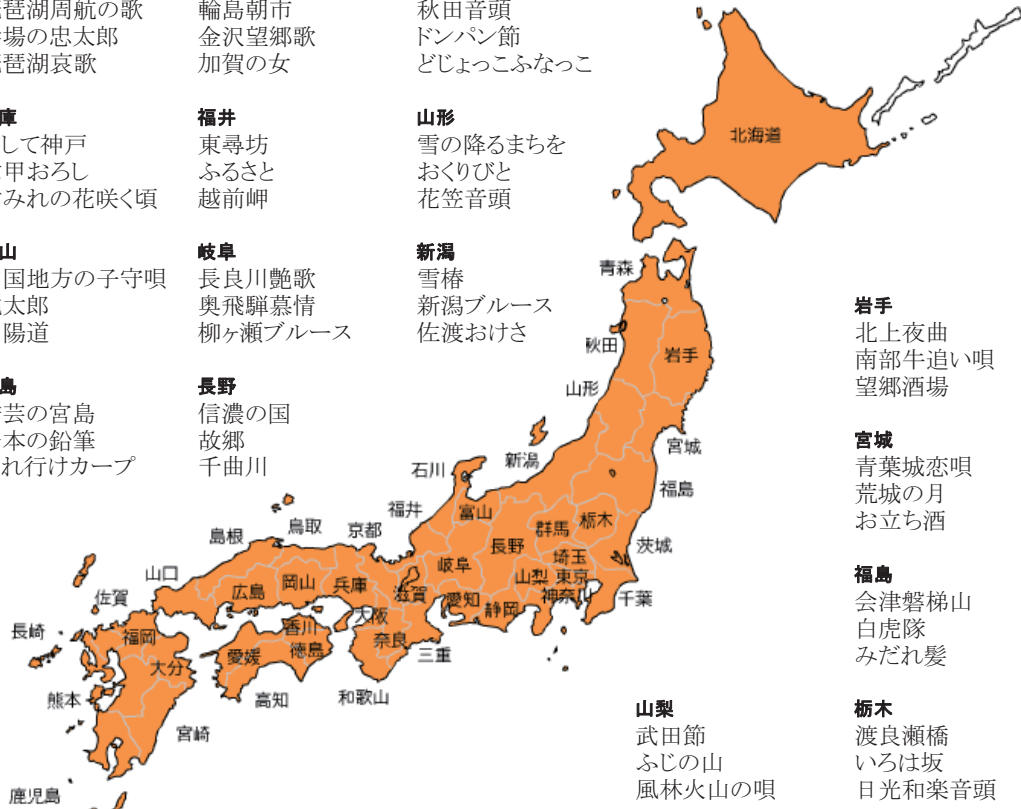 琶湖周航の歌
場の忠太郎
琶湖哀歌
庫
して神戸
甲おろし
みれの花咲く頃
山
国地方の子守唄
太郎
陽道
島
芸の宮島
本の鉛筆
れ行けカープ
輪島朝市
金沢望郷歌
加賀の女
福井
東尋坊
ふるさと
越前岬
岐阜
長良川艶歌
奥飛騨慕情
柳ヶ瀬ブルース
長野
信濃の国
故郷
千曲川
秋田音頭
ドンパン節
どじょっこふなっこ
山形
雪の降るまちを
おくりびと
花笠音頭
新潟
雪椿
新潟ブルース
佐渡おけさ
岩手
北上夜曲
南部牛追い唄
望郷酒場
宮城
青葉城恋唄
荒城の月
お立ち酒
福島
会津磐梯山
白虎隊
みだれ髪
山梨
武田節
ふじの山
風林火山の唄
栃木
渡良瀬橋
いろは坂
日光和楽音頭
北海道
青森
秋田
岩手
山形
宮城
新潟
石川
福島
福井
富山
群馬
栃木
島根
鳥取
京都
長野
茨城
埼玉
岐阜
山口
広島
岡山
兵庫
滋賀
愛知
山梨
東京
神奈川
千葉
静岡
佐賀
長崎
福岡
香川
大阪
奈良
三重
大分
愛媛
徳島
熊本
高知
和歌山
宮崎
鹿児島